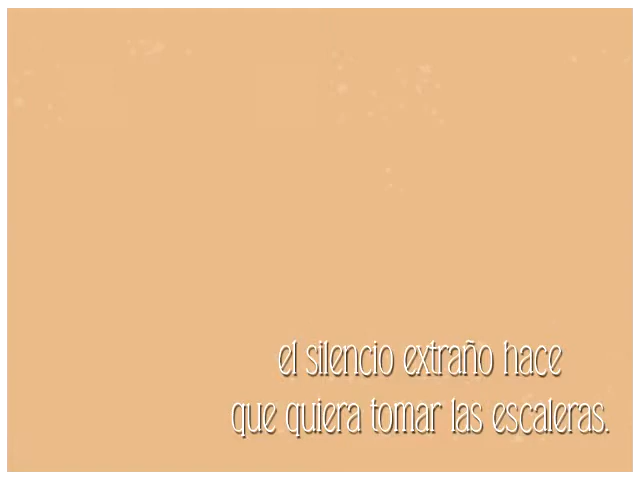 el silencio extraño hace
que quiera tomar las escaleras.